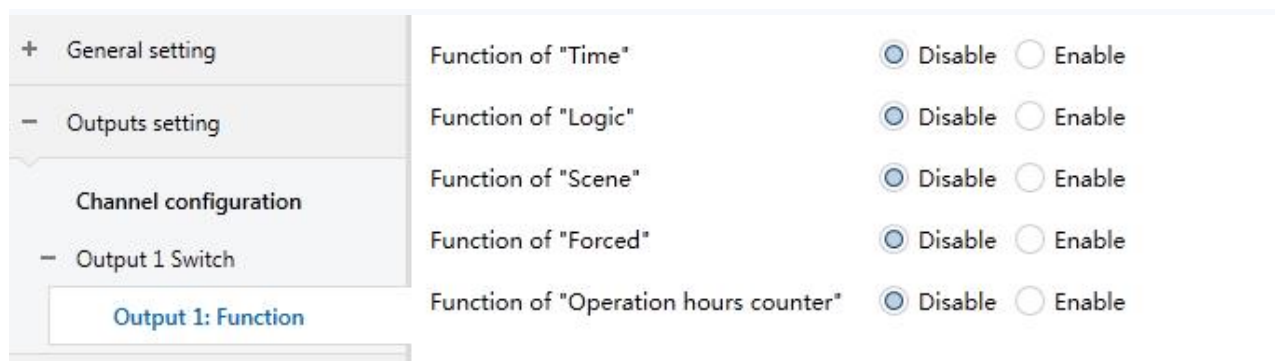 General setting
Outputs setting
Channel configuration
Output 1 Switch
Output 1: Function
Function of "Time" Disable Enable
Function of "Logic" Disable Enable
Function of "Scene" Disable Enable
Function of "Forced" Disable Enable
Function of "Operation hours counter" Disable Enable